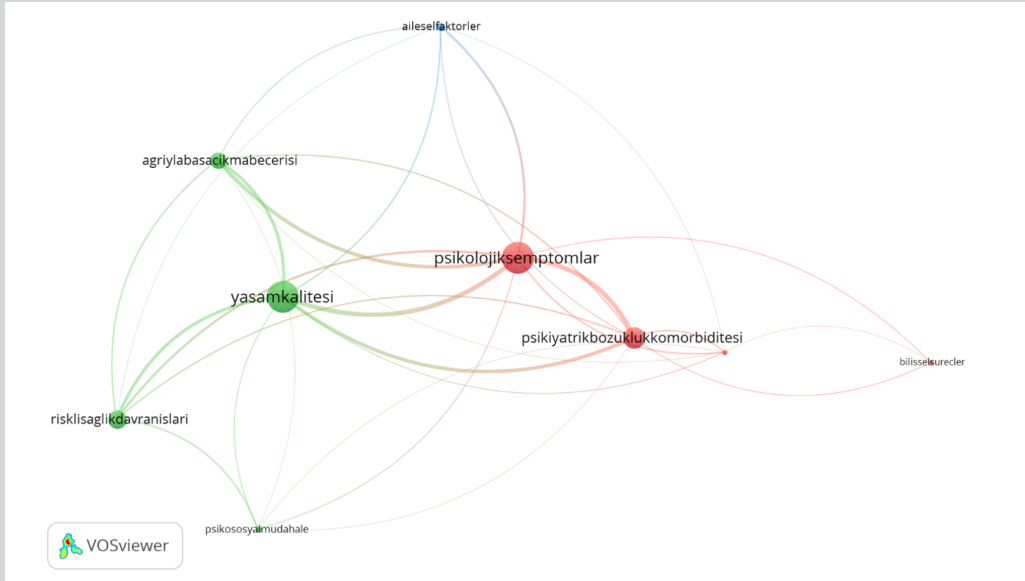 aileselfaktorler
agriylabasacikmabecerisi
psikolojiksemptomlar
yasamkalitesi
psikiyatrikbozuklukkomorbiditesi
bilisselsurecler
risklisaglikdavranislari
psikososyalmudahale
VOSviewer